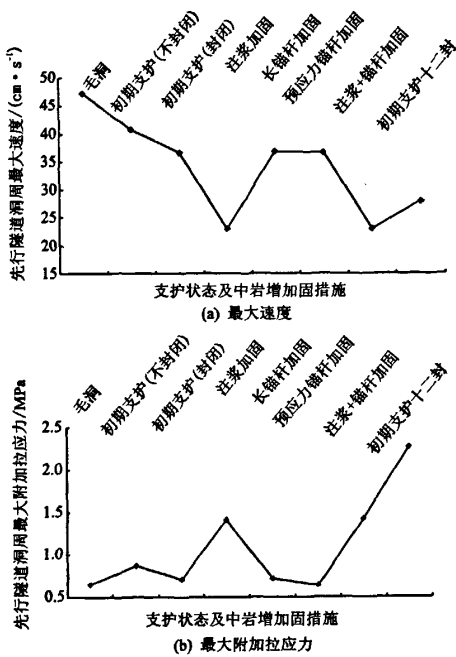 毛洞
初期支护(不封闭)
初期支护(封闭)
注浆加固
长锚杆加固
预应力锚杆加固
注浆+锚杆加固
初期支护十二封
先行隧道洞周最大速度/(cm·s⁻¹)
50
45
40
35
30
25
20
15
支护状态及中岩增加固措施
(a) 最大速度
毛洞
初期支护(不封闭)
初期支护(封闭)
注浆加固
长锚杆加固
预应力锚杆加固
注浆+锚杆加固
初期支护十二封
先行隧道洞周最大附加拉应力/MPa
2.5
2.0
1.5
1.0
0.5
支护状态及中岩增加固措施
(b) 最大附加拉应力